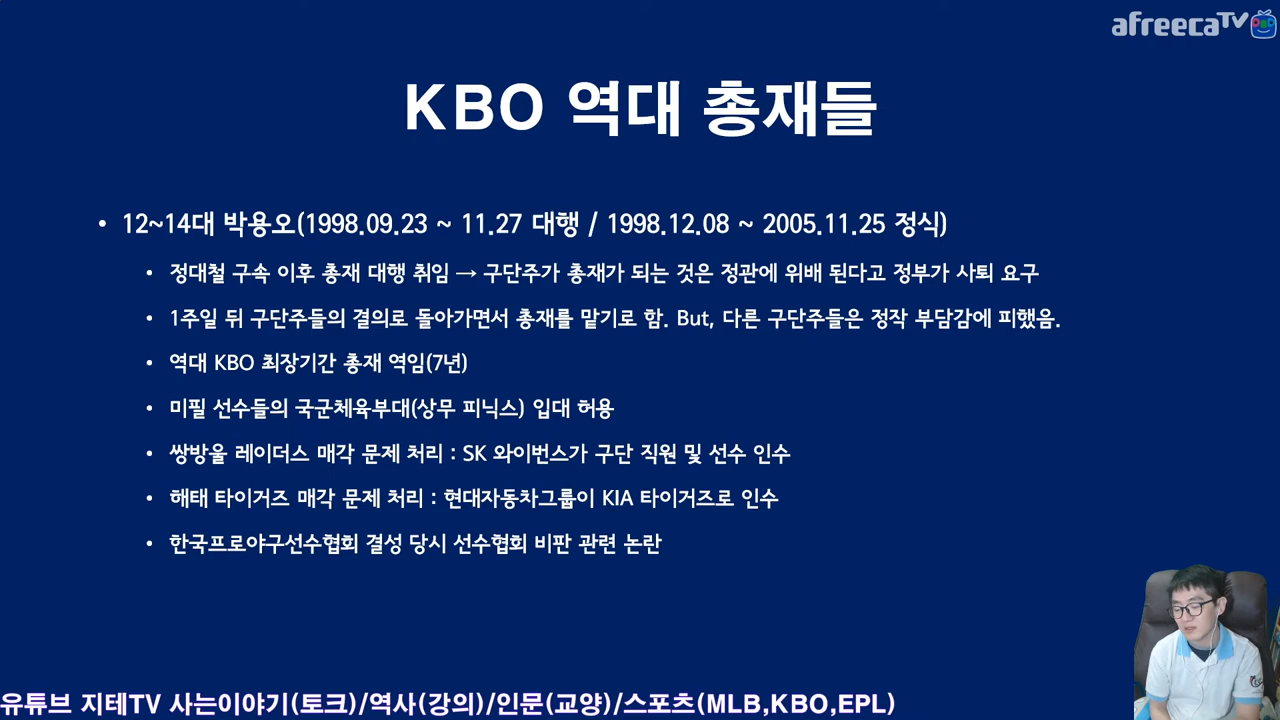 afreecaTV
KBO 역대 총재들
• 12~14대 박용오(1998.09.23 ~ 11.27 대행 / 1998.12.08 ~ 2005.11.25 정식)
• 정대철 구속 이후 총재 대행 취임 → 구단주가 총재가 되는 것은 정관에 위배 된다고 정부가 사퇴 요구
• 1주일 뒤 구단주들의 결의로 돌아가면서 총재를 맡기로 함. But, 다른 구단주들은 정작 부담감에 피했음.
• 역대 KBO 최장기간 총재 역임(7년)
• 미필 선수들의 국군체육부대(상무 피닉스) 입대 허용
• 쌍방울 레이더스 매각 문제 처리 : SK 와이번스가 구단 직원 및 선수 인수
• 해태 타이거즈 매각 문제 처리 : 현대자동차그룹이 KIA 타이거즈로 인수
• 한국프로야구선수협회 결성 당시 선수협회 비판 관련 논란
유튜브 지테TV 사는이야기(토크)/역사(강의)/인문(교양)/스포츠(MLB,KBO,EPL)